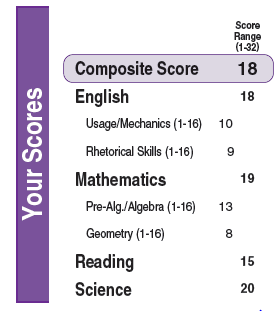 Your Scores
Score
Range
(1-32)
Composite Score 18
English 18
Usage/Mechanics (1-16) 10
Rhetorical Skills (1-16) 9
Mathematics 19
Pre-Alg./Algebra (1-16) 13
Geometry (1-16) 8
Reading 15
Science 20